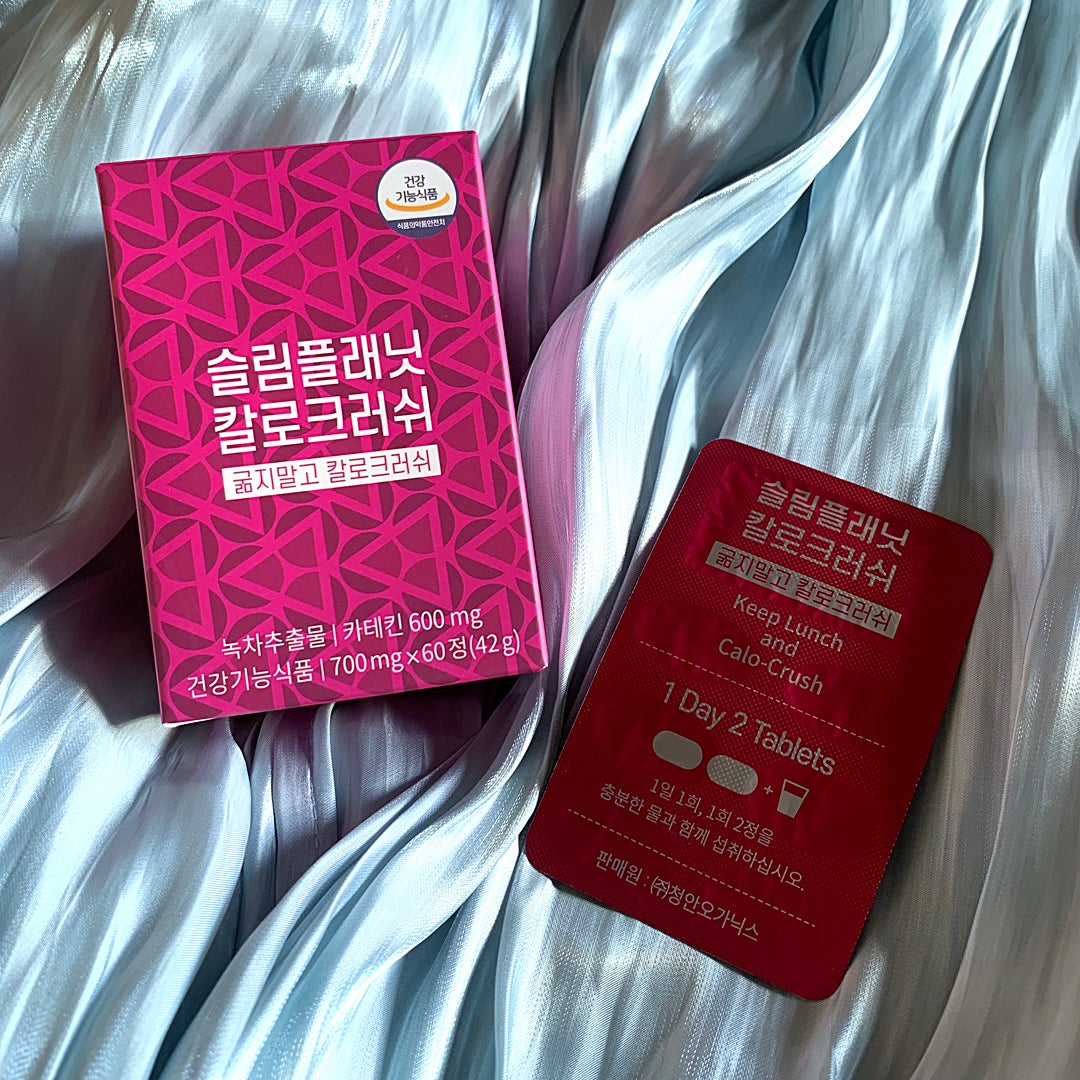 건강
기능식품
식품의약품안전처
슬림플래닛
칼로크러쉬
굶지말고 칼로크러쉬
녹차추출물 | 카테킨 600 mg
건강기능식품 | 700 mg×60정(42 g)
슬림플래닛
칼로크러쉬
굶지말고 칼로크러쉬
Keep Lunch
and
Calo-Crush
1 Day 2 Tablets
+
1일 1회, 1회 2정을
충분한 물과 함께 섭취하십시오.
판매원 : ㈜청안오가닉스